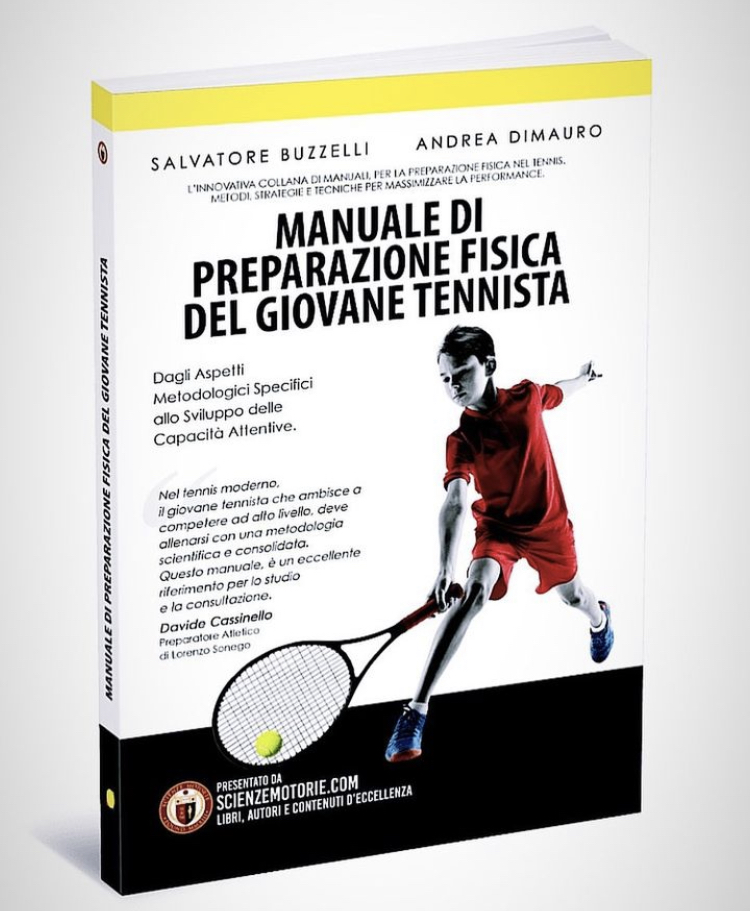 SALVATORE BUZZELLI ANDREA DIMAURO
L'INNOVATIVA COLLANA DI MANUALI, PER LA PREPARAZIONE FISICA NEL TENNIS.
METODI, STRATEGIE E TECNICHE PER MASSIMIZZARE LA PERFORMANCE.
MANUALE DI
PREPARAZIONE FISICA
DEL GIOVANE TENNISTA
Dagli Aspetti
Metodologici Specifici
allo Sviluppo delle
Capacità Attentive.
“
Nel tennis moderno,
il giovane tennista che ambisce a
competere ad alto livello, deve
allenarsi con una metodologia
scientifica e consolidata.
Questo manuale, è un eccellente
riferimento per lo studio
e la consultazione.
Davide Cassinello
Preparatore Atletico
di Lorenzo Sonego
PRESENTATO DA
SCIENZEMOTORIE.COM
LIBRI, AUTORI E CONTENUTI D'ECCELLENZA
MANUALE DI PREPARAZIONE FISICA DEL GIOVANE TENNISTA